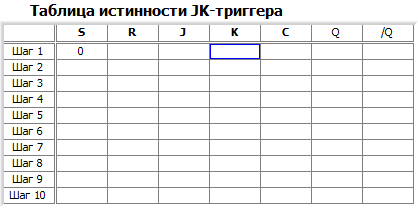 Таблица истинности JK-триггера
S R J K C Q /Q
Шаг 1 0
Шаг 2
Шаг 3
Шаг 4
Шаг 5
Шаг 6
Шаг 7
Шаг 8
Шаг 9
Шаг 10